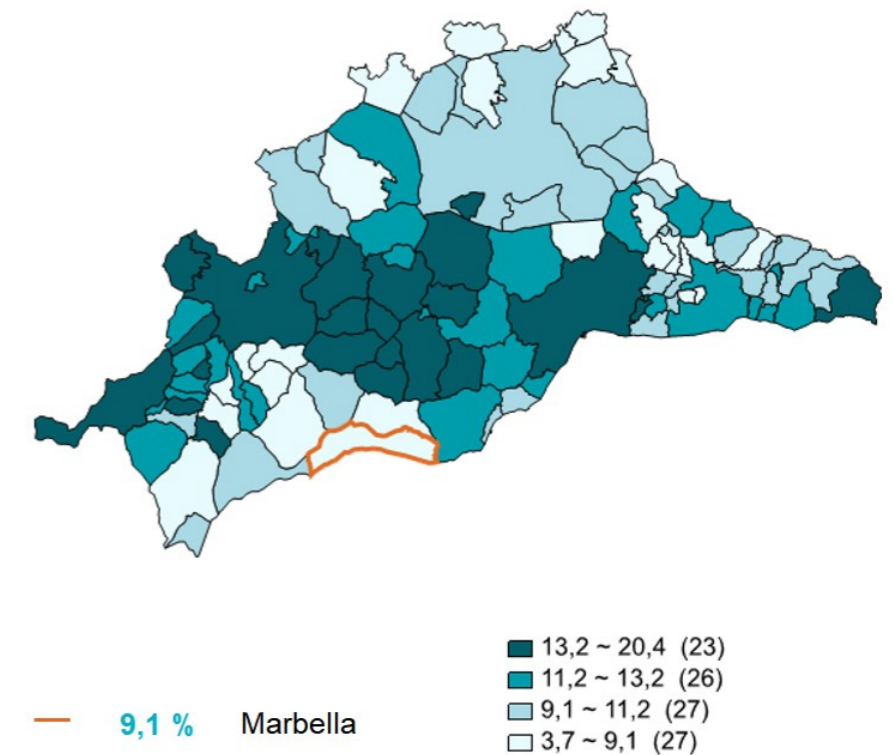 13,2 ~ 20,4 (23)
11,2 ~ 13,2 (26)
9,1 ~ 11,2 (27)
3,7 ~ 9,1 (27)
9,1 % Marbella